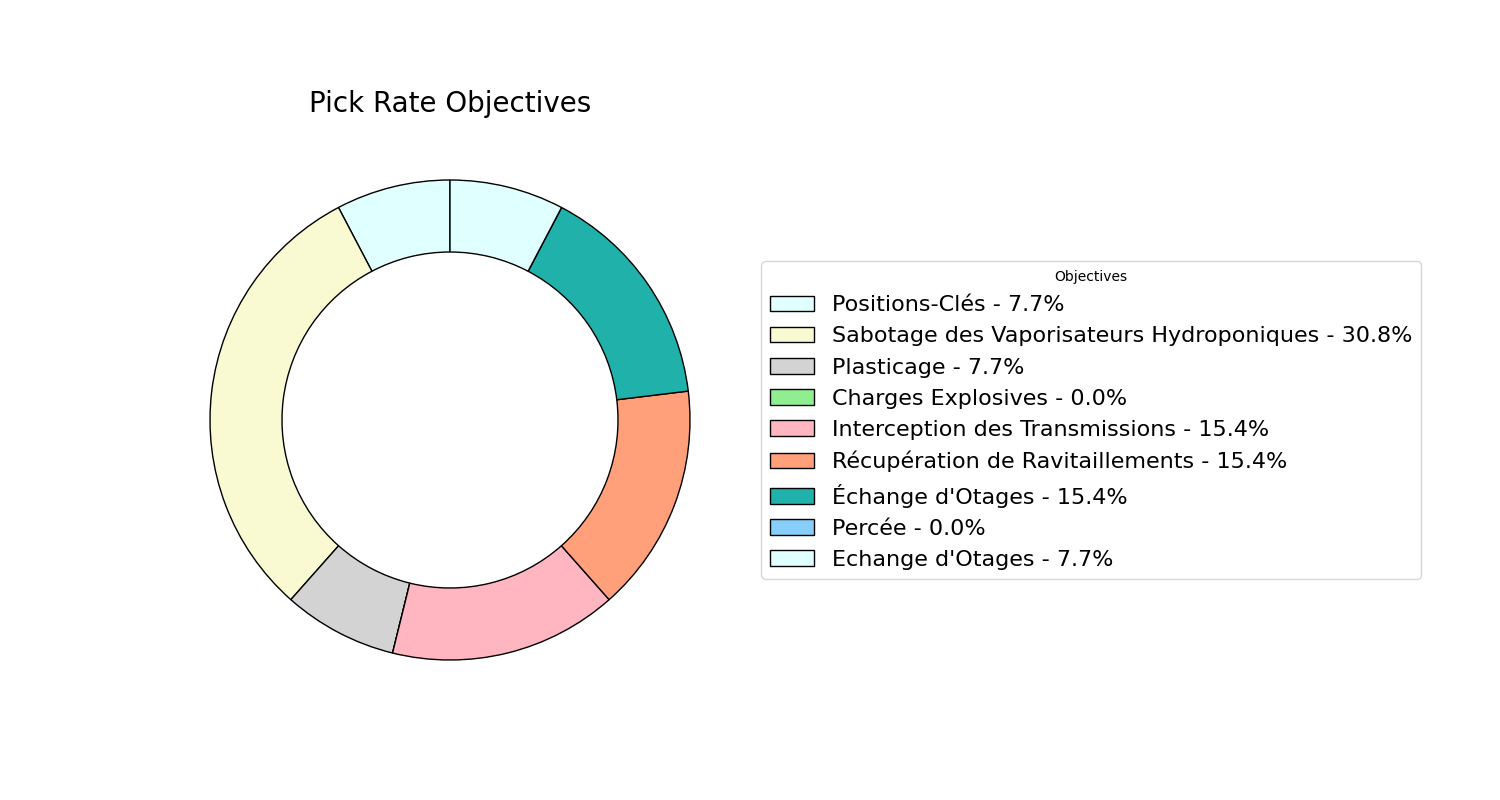 Pick Rate Objectives
Objectives
Positions-Clés - 7.7%
Sabotage des Vaporisateurs Hydroponiques - 30.8%
Plasticage - 7.7%
Charges Explosives - 0.0%
Interception des Transmissions - 15.4%
Récupération de Ravitaillements - 15.4%
Échange d'Otages - 15.4%
Percée - 0.0%
Echange d'Otages - 7.7%